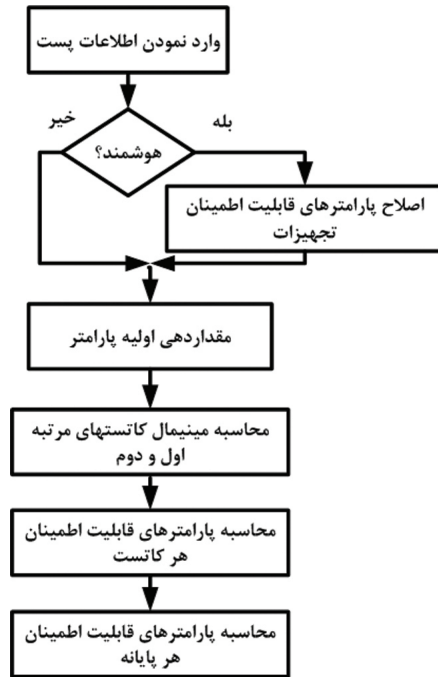 وارد نمودن اطلاعات پست
خیر
بله
هوشمند؟
اصلاح پارامترهای قابلیت اطمینان
تجهیزات
مقداردهی اولیه پارامتر
محاسبه مینیمال کاتستهای مرتبه
اول و دوم
محاسبه پارامترهای قابلیت اطمینان
هر کاتست
محاسبه پارامترهای قابلیت اطمینان
هر پایانه